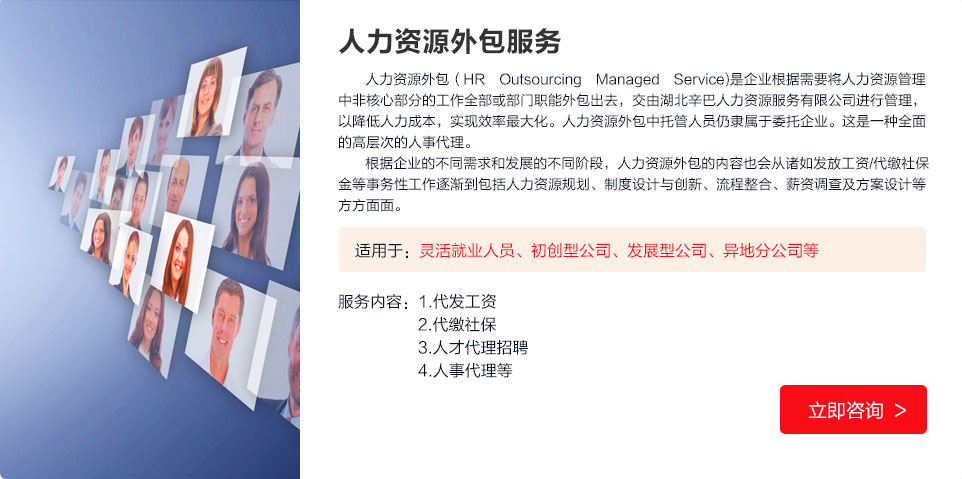 人力资源外包服务
人力资源外包（HR Outsourcing Managed Service)是企业根据需要将人力资源管理
中非核心部分的工作全部或部门职能外包出去，交由湖北辛巴人力资源服务有限公司进行管理，
以降低人力成本，实现效率最大化。人力资源外包中托管人员仍隶属于委托企业。这是一种全面
的高层次的人事代理。
根据企业的不同需求和发展的不同阶段，人力资源外包的内容也会从诸如发放工资/代缴社保
金等事务性工作逐渐到包括人力资源规划、制度设计与创新、流程整合、薪资调查及方案设计等
方方面面。
适用于：灵活就业人员、初创型公司、发展型公司、异地分公司等
服务内容：1.代发工资
2.代缴社保
3.人才代理招聘
4.人事代理等
立即咨询 >